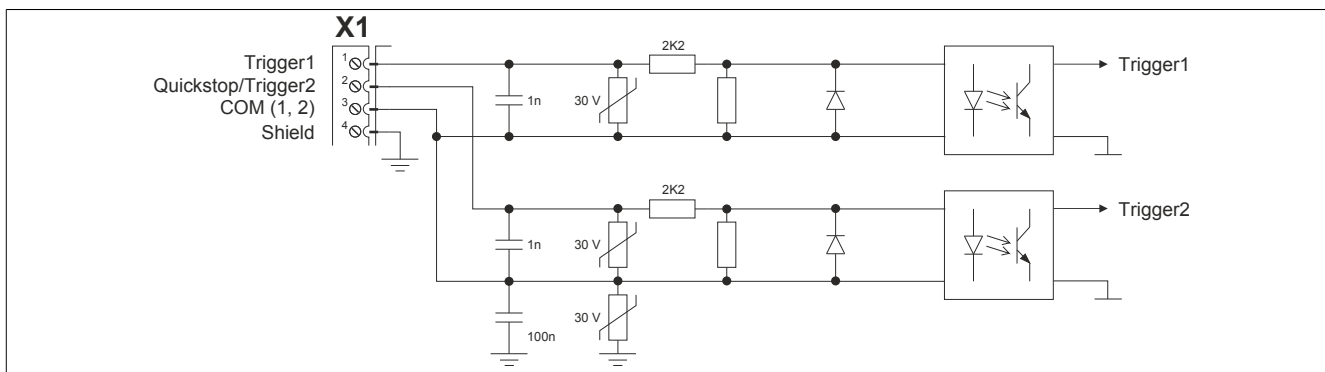 X1
Trigger1
1
Quickstop/Trigger2
2
COM (1, 2)
3
Shield
4
2K2
1n
30 V
Trigger1
2K2
1n
30 V
Trigger2
100n
30 V